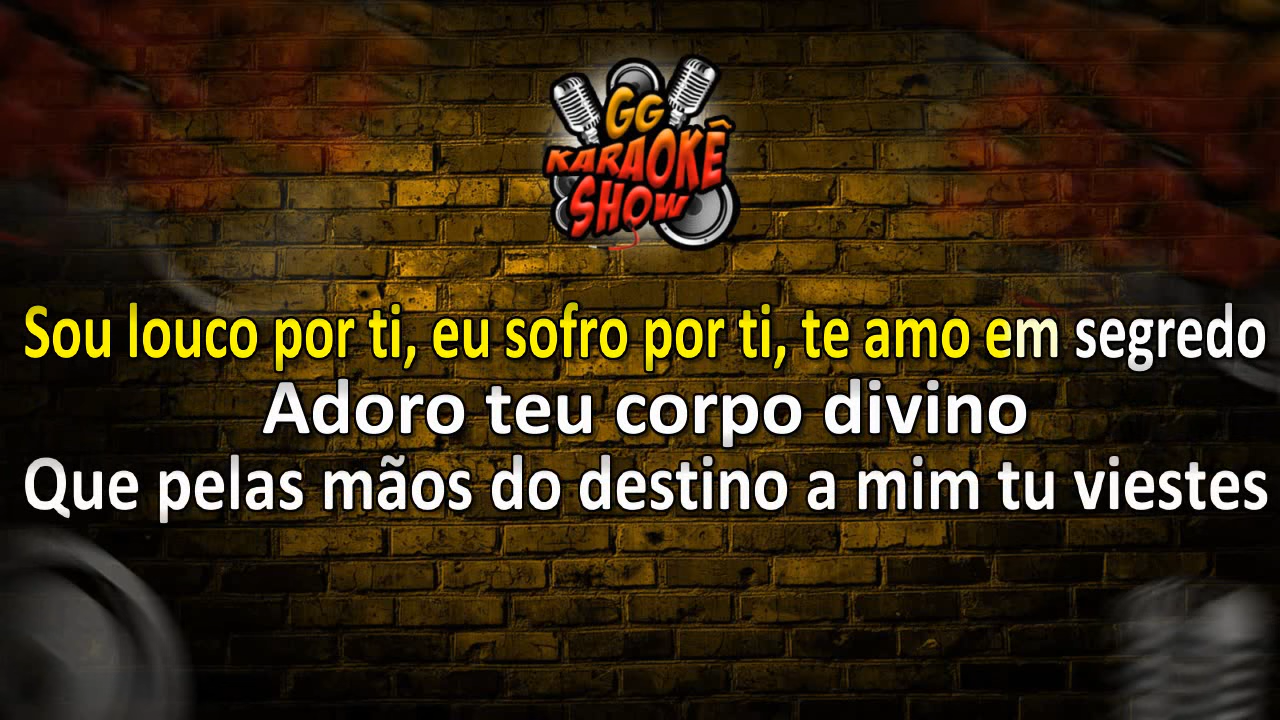 GG
KARAOKÊ
SHOW
Sou louco por ti, eu sofro por ti, te amo em segredo
Adoro teu corpo divino
Que pelas mãos do destino a mim tu viestes